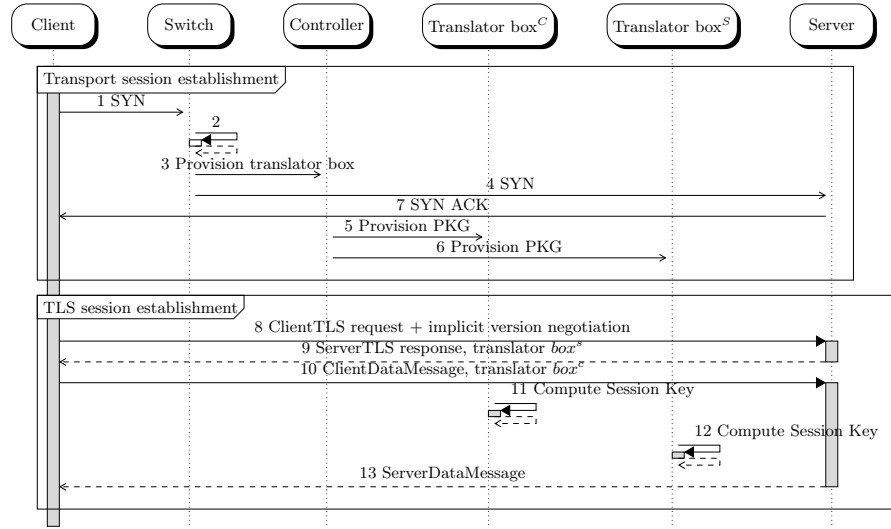 Client
Switch
Controller
Translator box^C
Translator box^S
Server
Transport session establishment
1 SYN
2
3 Provision translator box
4 SYN
7 SYN ACK
5 Provision PKG
6 Provision PKG
TLS session establishment
8 ClientTLS request + implicit version negotiation
9 ServerTLS response, translator box^s
10 ClientDataMessage, translator box^c
11 Compute Session Key
12 Compute Session Key
13 ServerDataMessage